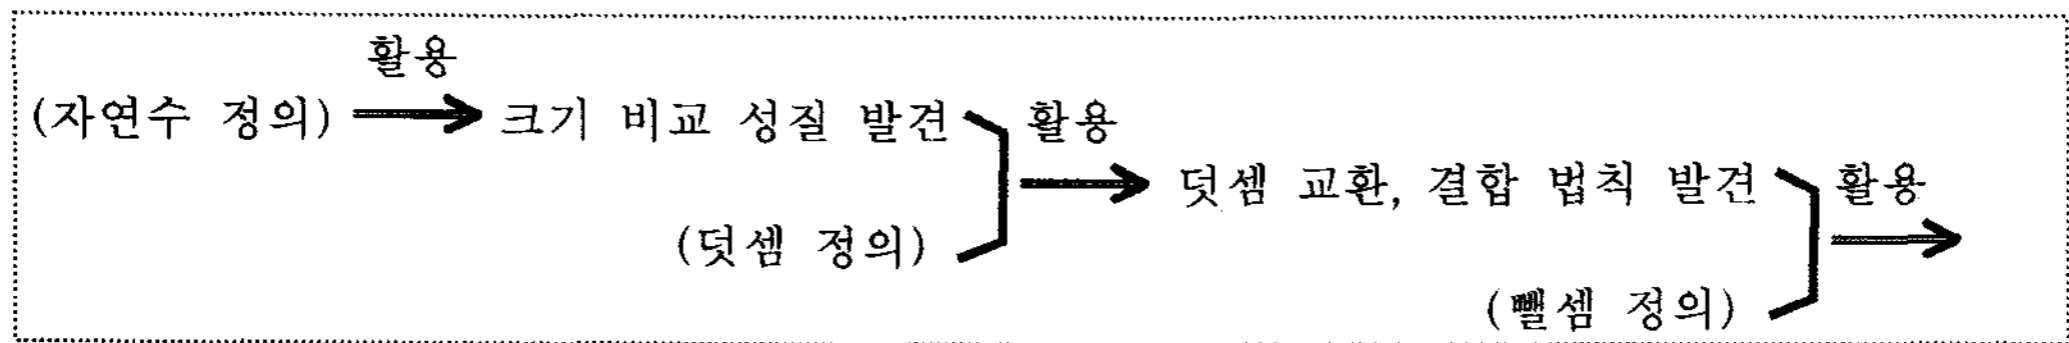 활용
(자연수 정의) 크기 비교 성질 발견 활용
덧셈 교환, 결합 법칙 발견 활용
(덧셈 정의)
(뺄셈 정의)